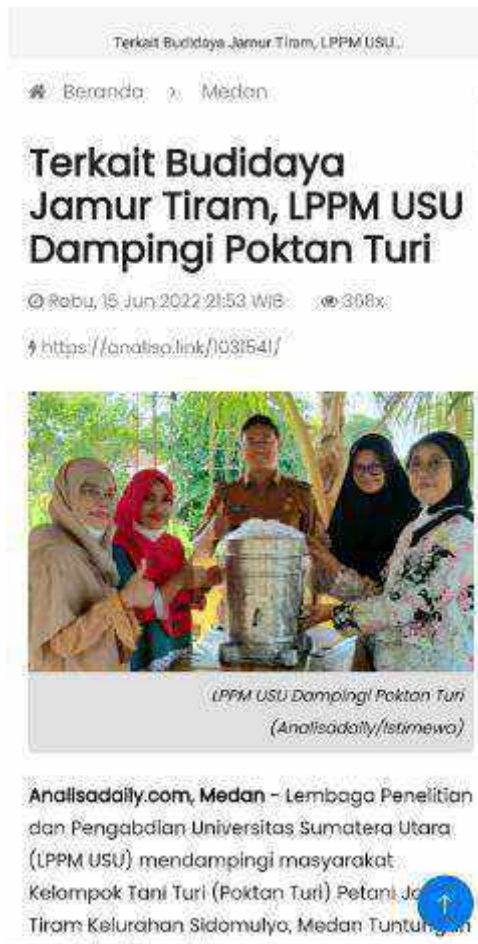 Terkait Budidaya Jamur Tiram, LPPM USU...
Beranda > Medan
Terkait Budidaya
Jamur Tiram, LPPM USU
Dampingi Poktan Turi
Rabu, 15 Jun 2022 21:53 WIB 368x
https://analisa.link/1031541/
LPPM USU Dampingi Poktan Turi
(Analisadaily/Istimewa)
Analisadaily.com, Medan - Lembaga Penelitian
dan Pengabdian Universitas Sumatera Utara
(LPPM USU) mendampingi masyarakat
Kelompok Tani Turi (Poktan Turi) Petani
Tiram Kelurahan Sidomulyo, Medan